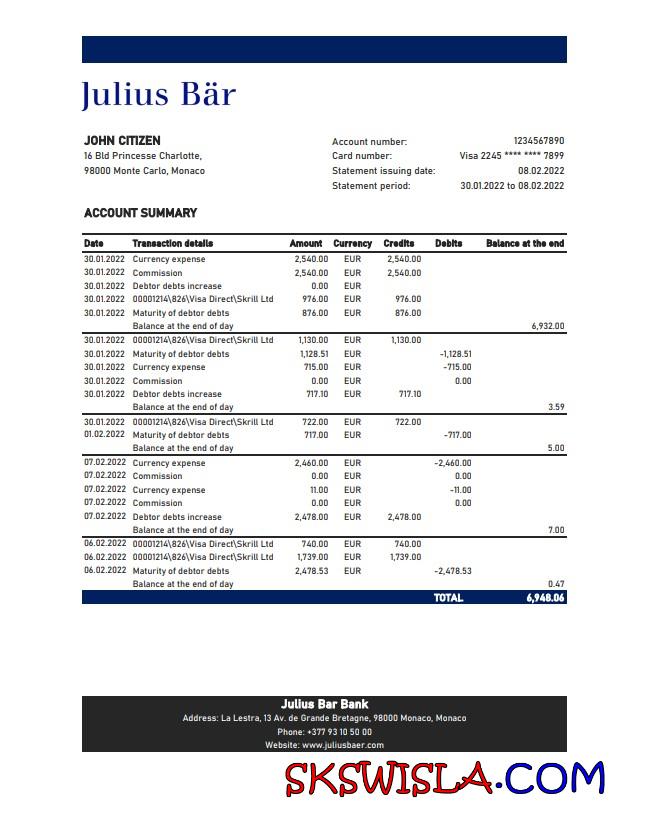 Julius Bär
JOHN CITIZEN
16 Bld Princesse Charlotte,
98000 Monte Carlo, Monaco
Account number: 1234567890
Card number: Visa 2245 **** **** 7899
Statement issuing date: 08.02.2022
Statement period: 30.01.2022 to 08.02.2022
ACCOUNT SUMMARY
Date Transaction details Amount Currency Credits Debits Balance at the end
30.01.2022 Currency expense 2,540.00 EUR 2,540.00
30.01.2022 Commission 2,540.00 EUR 2,540.00
30.01.2022 Debtor debts increase 0.00 EUR
30.01.2022 00001214\826\Visa Direct\Skrill Ltd 976.00 EUR 976.00
30.01.2022 Maturity of debtor debts 876.00 EUR 876.00
Balance at the end of day 6,932.00
30.01.2022 00001214\826\Visa Direct\Skrill Ltd 1,130.00 EUR 1,130.00
30.01.2022 Maturity of debtor debts 1,128.51 EUR -1,128.51
30.01.2022 Currency expense 715.00 EUR -715.00
30.01.2022 Commission 0.00 EUR 0.00
30.01.2022 Debtor debts increase 717.10 EUR 717.10
Balance at the end of day 3.59
30.01.2022 00001214\826\Visa Direct\Skrill Ltd 722.00 EUR 722.00
01.02.2022 Maturity of debtor debts 717.00 EUR -717.00
Balance at the end of day 5.00
07.02.2022 Currency expense 2,460.00 EUR -2,460.00
07.02.2022 Commission 0.00 EUR 0.00
07.02.2022 Currency expense 11.00 EUR -11.00
07.02.2022 Commission 0.00 EUR 0.00
07.02.2022 Debtor debts increase 2,478.00 EUR 2,478.00
Balance at the end of day 7.00
06.02.2022 00001214\826\Visa Direct\Skrill Ltd 740.00 EUR 740.00
06.02.2022 00001214\826\Visa Direct\Skrill Ltd 1,739.00 EUR 1,739.00
06.02.2022 Maturity of debtor debts 2,478.53 EUR -2,478.53
Balance at the end of day 0.47
TOTAL 6,948.06
Julius Bar Bank
Address: La Lestra, 13 Av. de Grande Bretagne, 98000 Monaco, Monaco
Phone: +377 93 10 50 00
Website: www.juliusbaer.com
SKSWISLA.COM